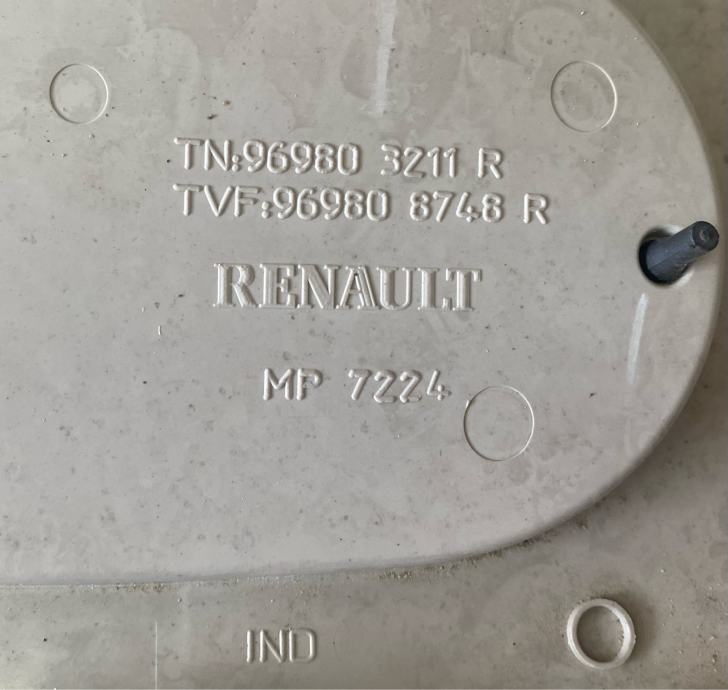 TN:96980 3211 R
TVF:96980 8748 R
RENAULT
MP 7224
IND